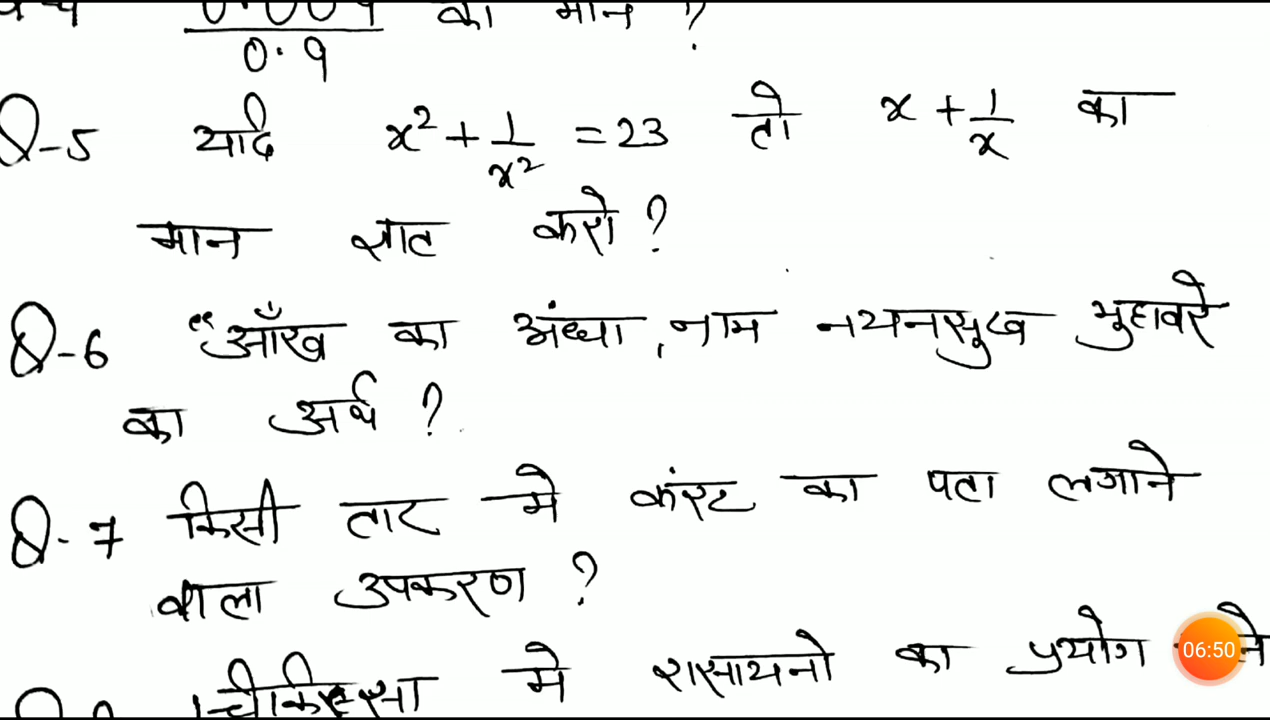 0.9 का मान ?
Q-5 यदि x² + 1/x² = 23 तो x + 1/x का
मान ज्ञात करो ?
Q-6 "आँख का अंधा, नाम नयनसुख मुहावरे
का अर्थ ?
Q-7 किसी तार मे करंट का पता लगाने
वाला उपकरण ?
चिकित्सा मे रासायनो का प्रयोग
06:50